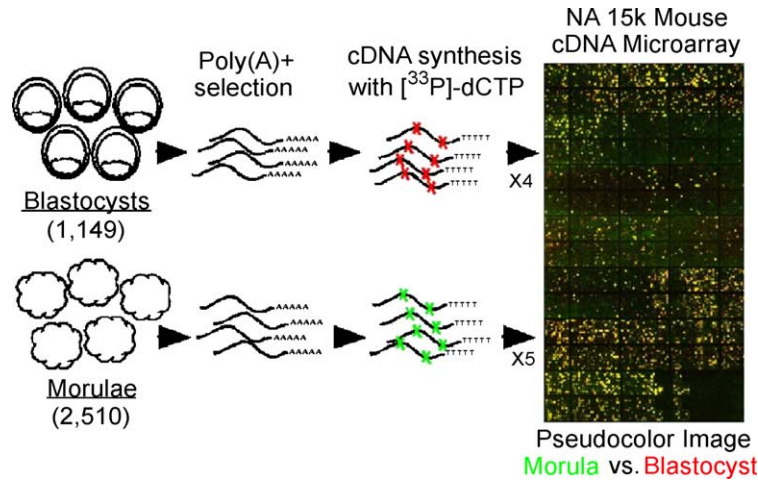 Poly(A)+
selection
cDNA synthesis
with [³³P]-dCTP
NA 15k Mouse
cDNA Microarray
AAAAA
AAAAA
AAAAA
AAAAA
TTTTT
TTTTT
TTTTT
TTTTT
X4
Blastocysts
(1,149)
AAAAA
AAAAA
AAAAA
AAAAA
TTTTT
TTTTT
TTTTT
TTTTT
X5
Morulae
(2,510)
Pseudocolor Image
Morula vs. Blastocyst